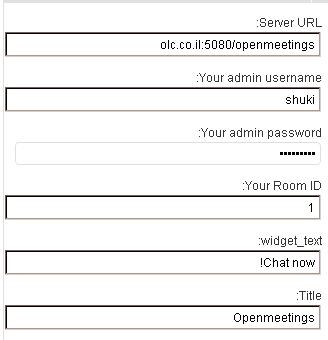 :Server URL
olc.co.il:5080/openmeetings
:Your admin username
shuki
:Your admin password
•••••••••
:Your Room ID
1
:widget_text
!Chat now
:Title
Openmeetings